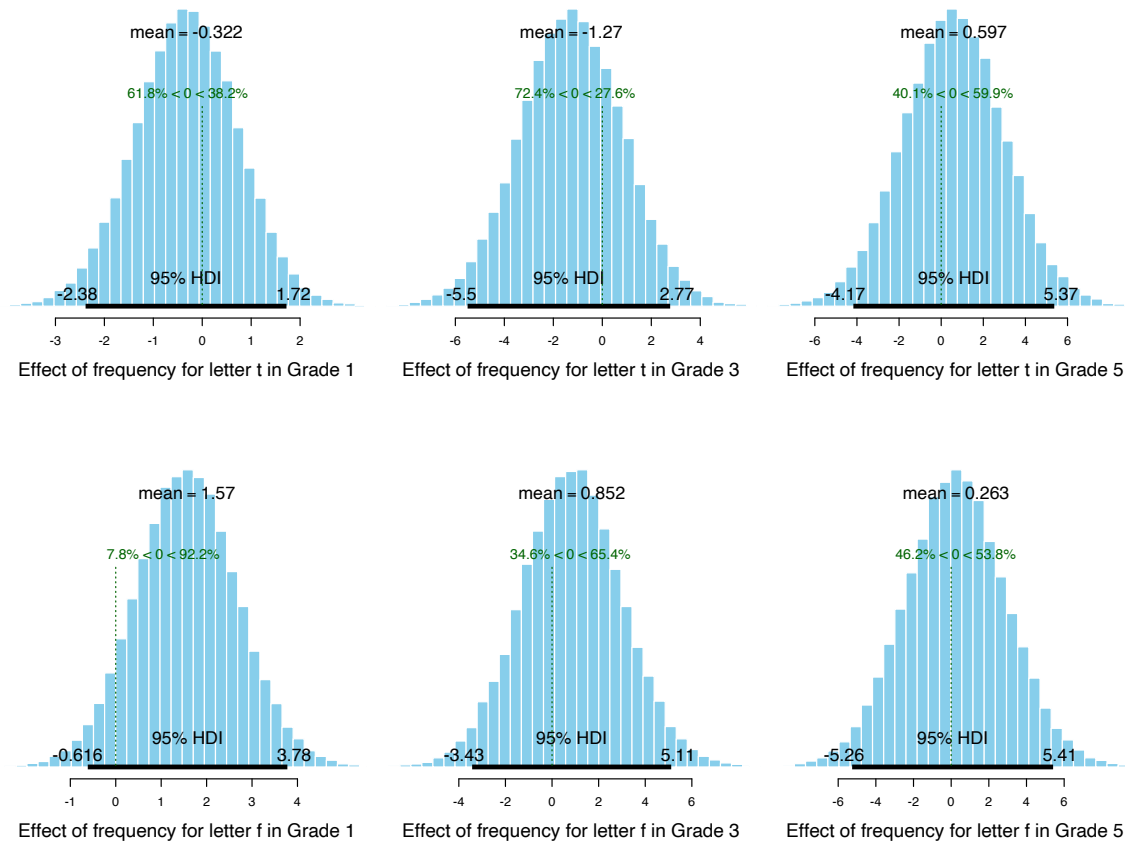 mean = -0.322
61.8% < 0 < 38.2%
95% HDI
-2.38 1.72
-3 -2 -1 0 1 2
Effect of frequency for letter t in Grade 1
mean = -1.27
72.4% < 0 < 27.6%
95% HDI
-5.5 2.77
-6 -4 -2 0 2 4
Effect of frequency for letter t in Grade 3
mean = 0.597
40.1% < 0 < 59.9%
95% HDI
-4.17 5.37
-6 -4 -2 0 2 4 6
Effect of frequency for letter t in Grade 5
mean = 1.57
7.8% < 0 < 92.2%
95% HDI
-0.616 3.78
-1 0 1 2 3 4
Effect of frequency for letter f in Grade 1
mean = 0.852
34.6% < 0 < 65.4%
95% HDI
-3.43 5.11
-4 -2 0 2 4 6
Effect of frequency for letter f in Grade 3
mean = 0.263
46.2% < 0 < 53.8%
95% HDI
-5.26 5.41
-6 -4 -2 0 2 4 6
Effect of frequency for letter f in Grade 5